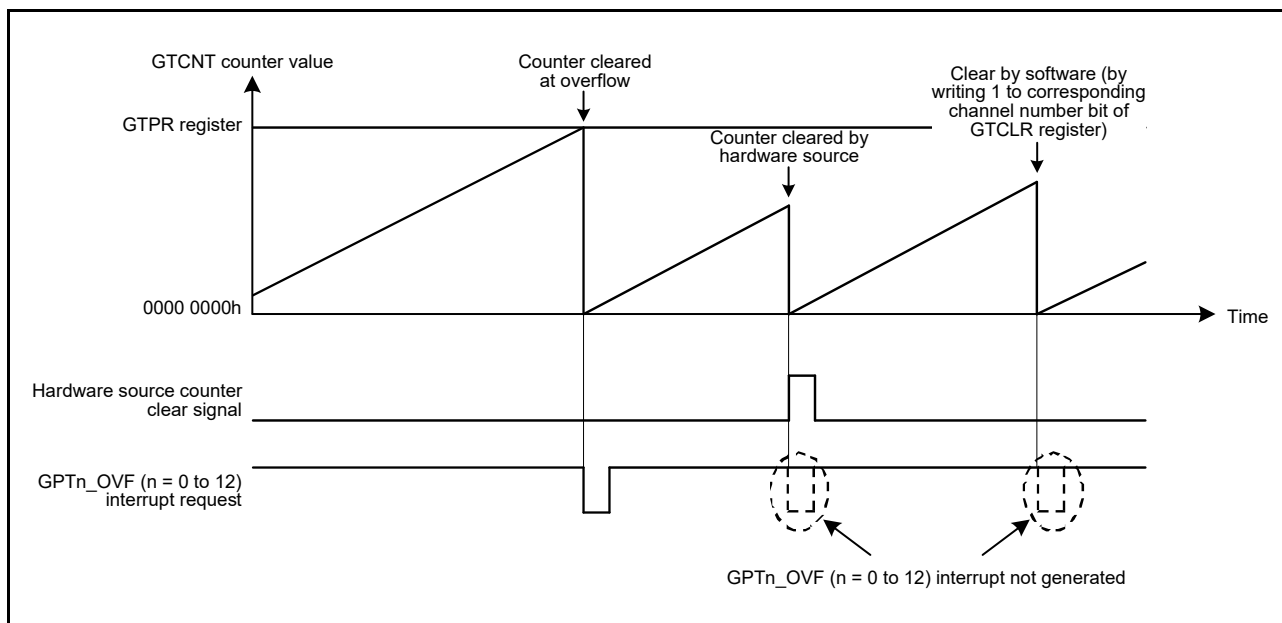 GTCNT counter value
Counter cleared
at overflow
Clear by software (by
writing 1 to corresponding
channel number bit of
GTCLR register)
GTPR register
Counter cleared by
hardware source
0000 0000h
Time
Hardware source counter
clear signal
GPTn_OVF (n = 0 to 12)
interrupt request
GPTn_OVF (n = 0 to 12) interrupt not generated